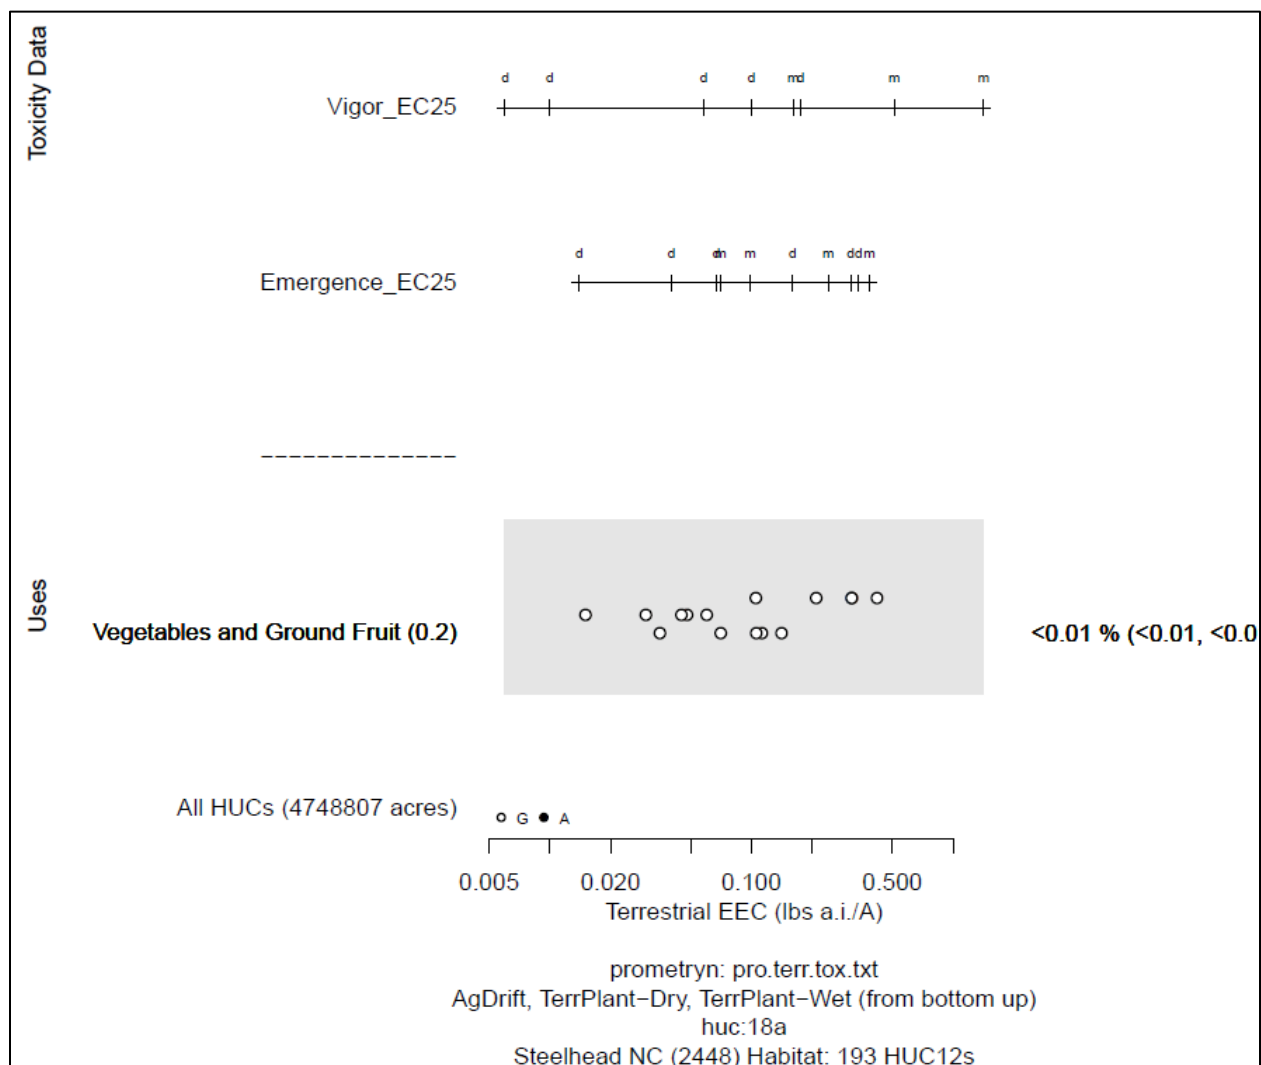 Toxicity Data
d d d d md m m
Vigor_EC25
d d m m d m ddm
Emergence_EC25
--------------
Uses
Vegetables and Ground Fruit (0.2)
<0.01 % (<0.01, <0.0
All HUCs (4748807 acres)
G A
0.005 0.020 0.100 0.500
Terrestrial EEC (lbs a.i./A)
prometryn: pro.terr.tox.txt
AgDrift, TerrPlant−Dry, TerrPlant−Wet (from bottom up)
huc:18a
Steelhead NC (2448) Habitat: 193 HUC12s